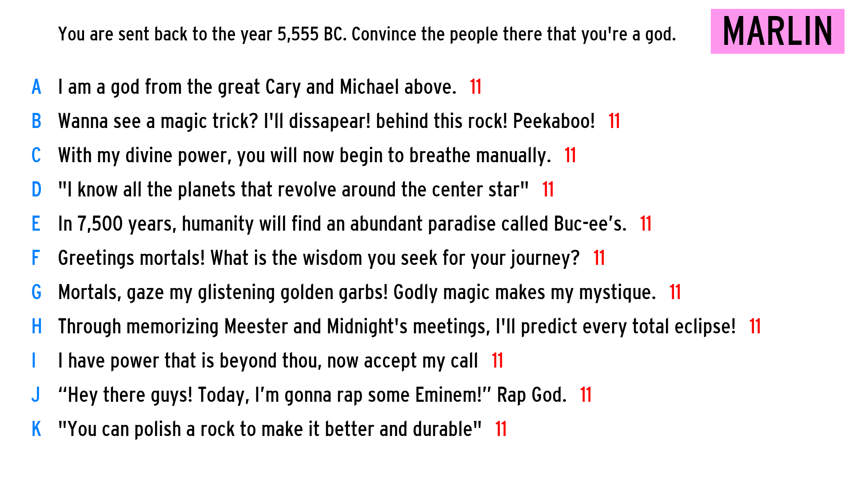 You are sent back to the year 5,555 BC. Convince the people there that you're a god.
MARLIN
A I am a god from the great Cary and Michael above. 11
B Wanna see a magic trick? I'll dissapear! behind this rock! Peekaboo! 11
C With my divine power, you will now begin to breathe manually. 11
D "I know all the planets that revolve around the center star" 11
E In 7,500 years, humanity will find an abundant paradise called Buc-ee’s. 11
F Greetings mortals! What is the wisdom you seek for your journey? 11
G Mortals, gaze my glistening golden garbs! Godly magic makes my mystique. 11
H Through memorizing Meester and Midnight's meetings, I'll predict every total eclipse! 11
I I have power that is beyond thou, now accept my call 11
J “Hey there guys! Today, I’m gonna rap some Eminem!” Rap God. 11
K "You can polish a rock to make it better and durable" 11